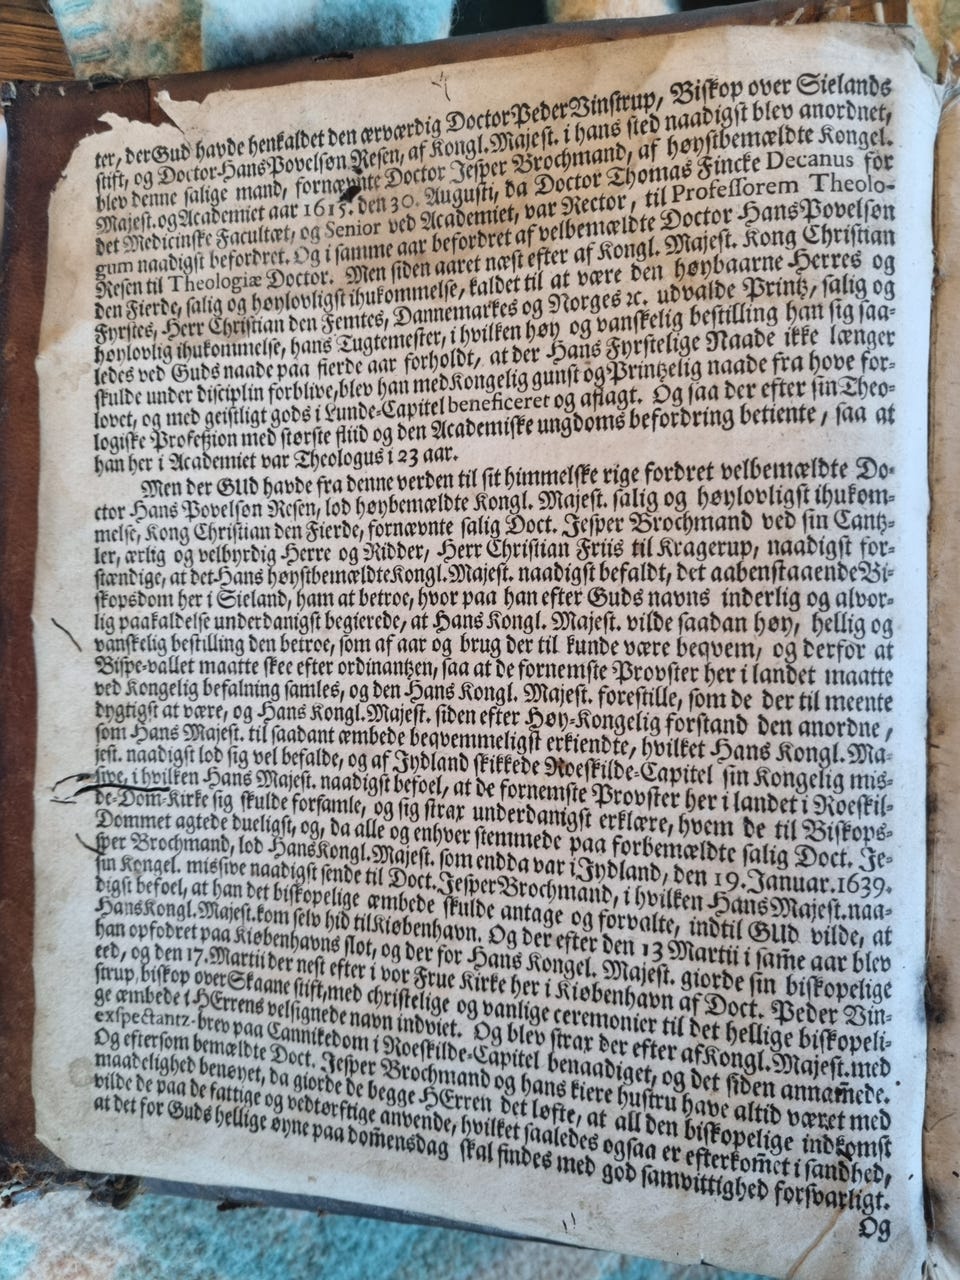 ter, der Gud havde henkaldet den ærværdig Doctor Peder Vinstrup, Biskop over Sielands
stift, og Doctor Hans Povelsøn Resen, af Kongl. Majest. i hans sted naadigst blev anordnet,
blev denne salige mand, fornævnte Doctor Jesper Brochmand, af høystbemældte Kongel.
Majest. og Academiet aar 1615. den 30. Augusti, da Doctor Thomas Fincke Decanus for
det Medicinske Facultæt, og Senior ved Academiet, var Rector, til Professorem Theolo-
gum naadigst befordret. Og i samme aar befordret af velbemældte Doctor Hans Povelsøn
Resen til Theologiæ Doctor. Men siden aaret næst efter af Kongl. Majest. Kong Christian
den Fierde, salig og høylovligst ihukommelse, kaldet til at være den høybaarne Herres og
Fyrstes, Herr Christian den Femtes, Dannemarkes og Norges ꝛc. udvalde Printz, salig og
høylovlig ihukommelse, hans Tugtemester, i hvilken høy og vanskelig bestilling han sig saa-
ledes ved Guds naade paa fierde aar forholdt, at der Hans Fyrstelige Naade ikke længer
skulde under disciplin forblive, blev han med Kongelig gunst og Printzelig naade fra hove for-
lovet, og med geistligt gods i Lunde-Capitel beneficeret og aflagt. Og saa der efter sin Theo-
logiske Profeßion med største fliid og den Academiske ungdoms befordring betiente, saa at
han her i Academiet var Theologus i 23 aar.
Men der GUd havde fra denne verden til sit himmelske rige fordret velbemældte Do-
ctor Hans Povelsøn Resen, lod høybemældte Kongl. Majest. salig og høylovligst ihukom-
melse, Kong Christian den Fierde, fornævnte salig Doct. Jesper Brochmand ved sin Cantz-
ler, ærlig og velbyrdig Herre og Ridder, Herr Christian Friis til Kragerup, naadigst for-
stændige, at det Hans høystbemældte Kongl. Majest. naadigst befaldt, det aabenstaaende Bi-
skopsdom her i Sieland, ham at betroe, hvor paa han efter Guds navns inderlig og alvor-
lig paakaldelse underdanigst begierede, at Hans Kongl. Majest. vilde saadan høy, hellig og
vanskelig bestilling den betroe, som af aar og brug der til kunde være beqvem, og derfor at
Bispe-vallet maatte skee efter ordinantzen, saa at de fornemste Provster her i landet maatte
ved Kongelig befalning samles, og den Hans Kongl. Majest. forestille, som de der til meente
dygtigst at være, og Hans Kongl. Majest. siden efter Høy-Kongelig forstand den anordne,
som Hans Majest. til saadant æmbede beqvemmeligst erkiendte, hvilket Hans Kongl. Ma-
jest. naadigst lod sig vel befalde, og af Jydland skikkede Roeskilde-Capitel sin Kongelig mis-
sive, i hvilken Hans Majest. naadigst befoel, at de fornemste Provster her i landet i Roeskil-
de-Dom-Kirke sig skulde forsamle, og sig strax underdanigst erklære, hvem de til Biskops-
Dommet agtede dueligst, og, da alle og enhver stemmede paa forbemældte salig Doct. Je-
sper Brochmand, lod Hans Kongl. Majest. som endda var i Jydland, den 19. Januar. 1639.
sin Kongel. missive naadigst sende til Doct. Jesper Brochmand, i hvilken Hans Majest. naa-
digst befoel, at han det biskopelige æmbede skulde antage og forvalte, indtil GUd vilde, at
Hans Kongl. Majest. kom selv hid til Kiøbenhavn. Og der efter den 13 Martii i sam̄e aar blev
han opfodret paa Kiøbenhavns slot, og der for Hans Kongel. Majest. giorde sin biskopelige
eed, og den 17. Martii der nest efter i vor Frue Kirke her i Kiøbenhavn af Doct. Peder Vin-
strup, biskop over Skaane stift, med christelige og vanlige ceremonier til det hellige biskopeli-
ge æmbede i HErrens velsignede navn indviet. Og blev strax der efter af Kongl. Majest. med
exspectantz-brev paa Cannikedom i Roeskilde-Capitel benaadiget, og det siden annam̄ede.
Og eftersom bemældte Doct. Jesper Brochmand og hans kiere hustru have altid været med
maadelighed benøyet, da giorde de begge HErren det løfte, at all den biskopelige indkomst
vilde de paa de fattige og vedtørftige anvende, hvilket saaledes ogsaa er efterkom̄et i sandhed,
at det for Guds hellige øyne paa dom̄ensdag skal findes med god samvittighed forsvarligt.
Og